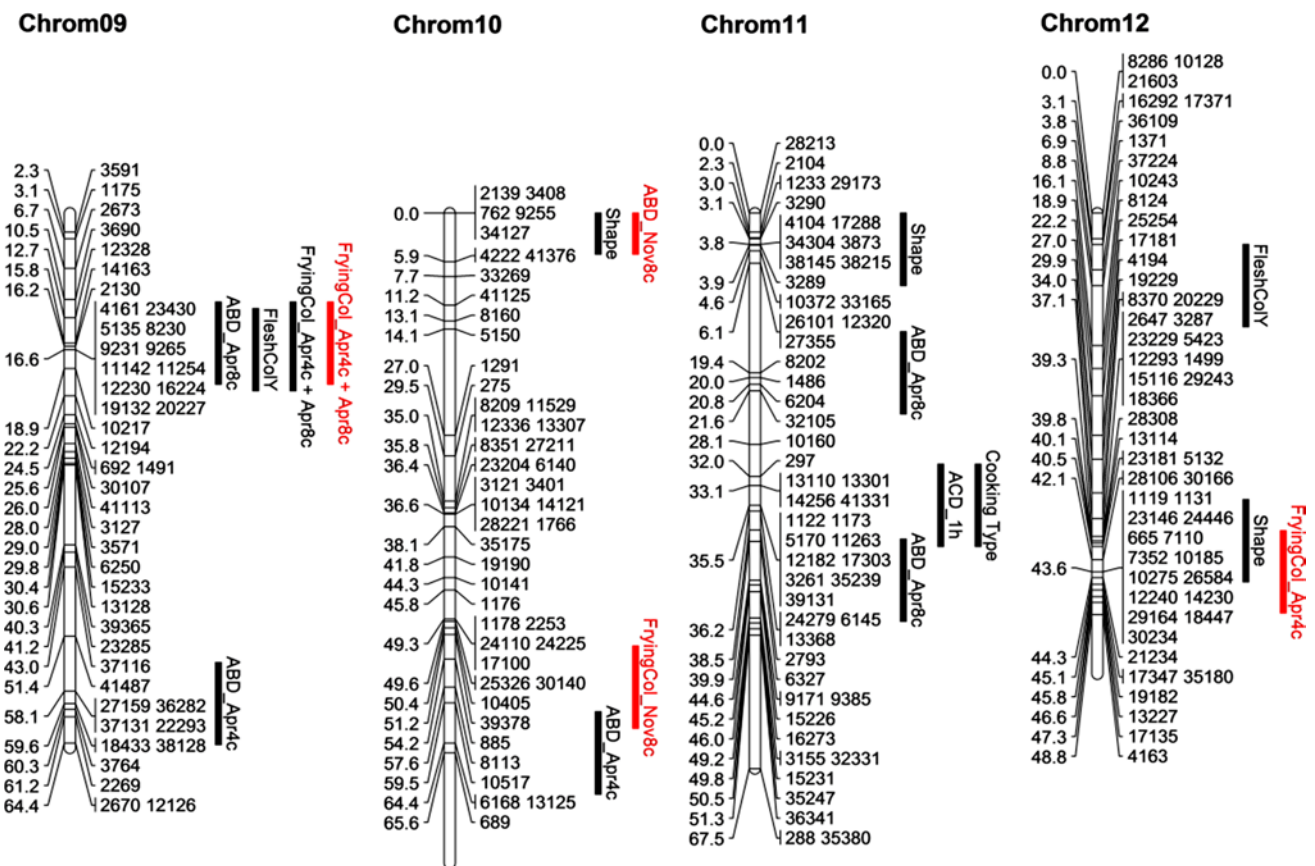 Chrom09
2.3 3591
3.1 1175
6.7 2673
10.5 3690
12.7 12328
15.8 14163
16.2 2130
4161 23430
5135 8230
9231 9265
16.6 11142 11254
12230 16224
19132 20227
18.9 10217
22.2 12194
24.5 692 1491
25.6 30107
26.0 41113
28.0 3127
29.0 3571
29.8 6250
30.4 15233
30.6 13128
40.3 39365
41.2 23285
43.0 37116
51.4 41487
27159 36282
58.1 37131 22293
59.6 18433 38128
60.3 3764
61.2 2269
64.4 2670 12126
ABD_Apr8c
FleshColY
FryingCol_Apr4c + Apr8c
FryingCol_Apr4c + Apr8c
ABD_Apr4c
Chrom10
2139 3408
0.0 762 9255
34127
5.9 4222 41376
7.7 33269
11.2 41125
13.1 8160
14.1 5150
27.0 1291
29.5 275
8209 11529
35.0 12336 13307
35.8 8351 27211
36.4 23204 6140
3121 3401
36.6 10134 14121
28221 1766
38.1 35175
41.8 19190
44.3 10141
45.8 1176
1178 2253
49.3 24110 24225
17100
49.6 25326 30140
50.4 10405
51.2 39378
54.2 885
57.6 8113
59.5 10517
64.4 6168 13125
65.6 689
Shape
ABD_Nov8c
FryingCol_Nov8c
ABD_Apr4c
Chrom11
0.0 28213
2.3 2104
3.0 1233 29173
3.1 3290
4104 17288
3.8 34304 3873
38145 38215
3.9 3289
4.6 10372 33165
26101 12320
6.1 27355
19.4 8202
20.0 1486
20.8 6204
21.6 32105
28.1 10160
32.0 297
33.1 13110 13301
14256 41331
1122 1173
5170 11263
35.5 12182 17303
3261 35239
39131
24279 6145
36.2 13368
38.5 2793
39.9 6327
44.6 9171 9385
45.2 15226
46.0 16273
49.2 3155 32331
49.8 15231
50.5 35247
51.3 36341
67.5 288 35380
Shape
ABD_Apr8c
ACD_1h
Cooking Type
ABD_Apr8c
Chrom12
8286 10128
0.0 21603
3.1 16292 17371
3.8 36109
6.9 1371
8.8 37224
16.1 10243
18.9 8124
22.2 25254
27.0 17181
29.9 4194
34.0 19229
37.1 8370 20229
2647 3287
23229 5423
39.3 12293 1499
15116 29243
18366
39.8 28308
40.1 13114
40.5 23181 5132
42.1 28106 30166
1119 1131
23146 24446
665 7110
7352 10185
43.6 10275 26584
12240 14230
29164 18447
30234
44.3 21234
45.1 17347 35180
45.8 19182
46.6 13227
47.3 17135
48.8 4163
FleshColY
Shape
FryingCol_Apr4c